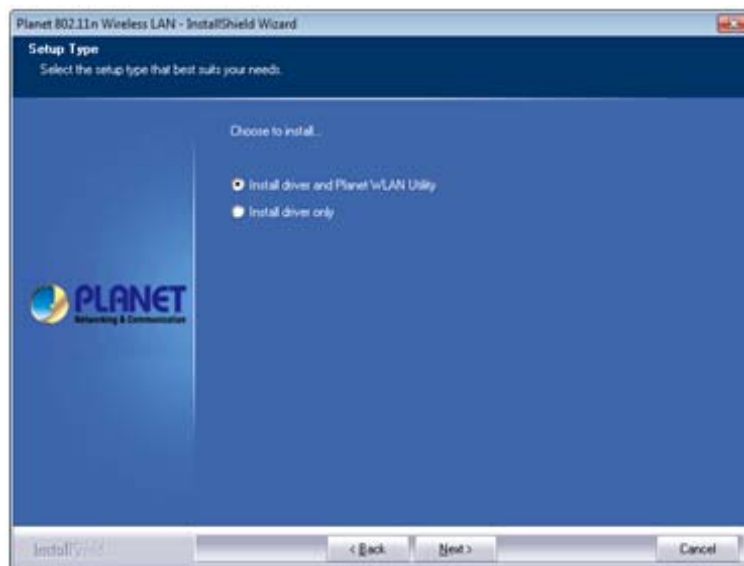 Planet 802.11n Wireless LAN - InstallShield Wizard
Setup Type
Select the setup type that best suits your needs.
Choose to install...
Install driver and Planet WLAN Utility
Install driver only
PLANET
Networking & Communication
InstallShield
< Back
Next >
Cancel